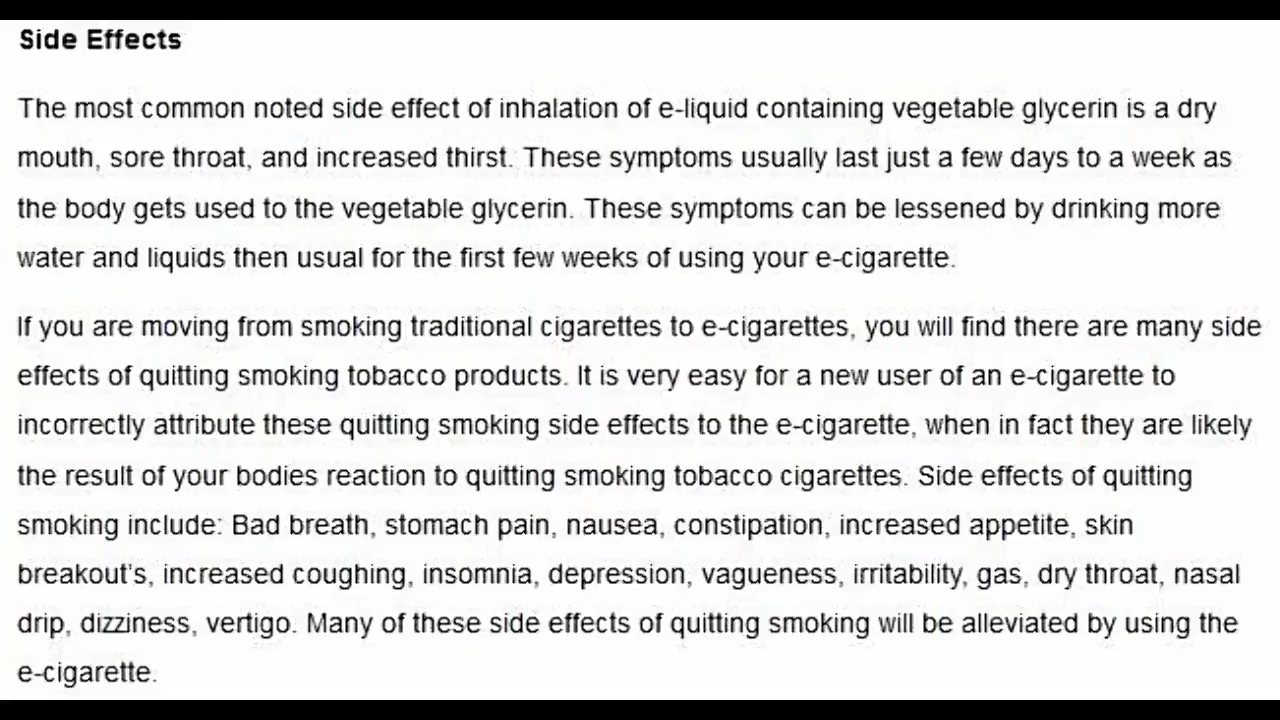 Side Effects
The most common noted side effect of inhalation of e-liquid containing vegetable glycerin is a dry
mouth, sore throat, and increased thirst. These symptoms usually last just a few days to a week as
the body gets used to the vegetable glycerin. These symptoms can be lessened by drinking more
water and liquids then usual for the first few weeks of using your e-cigarette.
If you are moving from smoking traditional cigarettes to e-cigarettes, you will find there are many side
effects of quitting smoking tobacco products. It is very easy for a new user of an e-cigarette to
incorrectly attribute these quitting smoking side effects to the e-cigarette, when in fact they are likely
the result of your bodies reaction to quitting smoking tobacco cigarettes. Side effects of quitting
smoking include: Bad breath, stomach pain, nausea, constipation, increased appetite, skin
breakout's, increased coughing, insomnia, depression, vagueness, irritability, gas, dry throat, nasal
drip, dizziness, vertigo. Many of these side effects of quitting smoking will be alleviated by using the
e-cigarette.